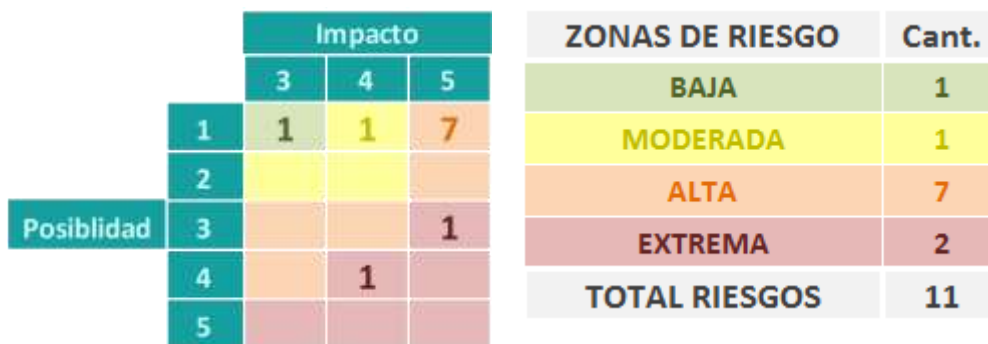 Impacto
3 4 5
1 1 1 7
2
Posiblidad 3 1
4 1
5
ZONAS DE RIESGO Cant.
BAJA 1
MODERADA 1
ALTA 7
EXTREMA 2
TOTAL RIESGOS 11